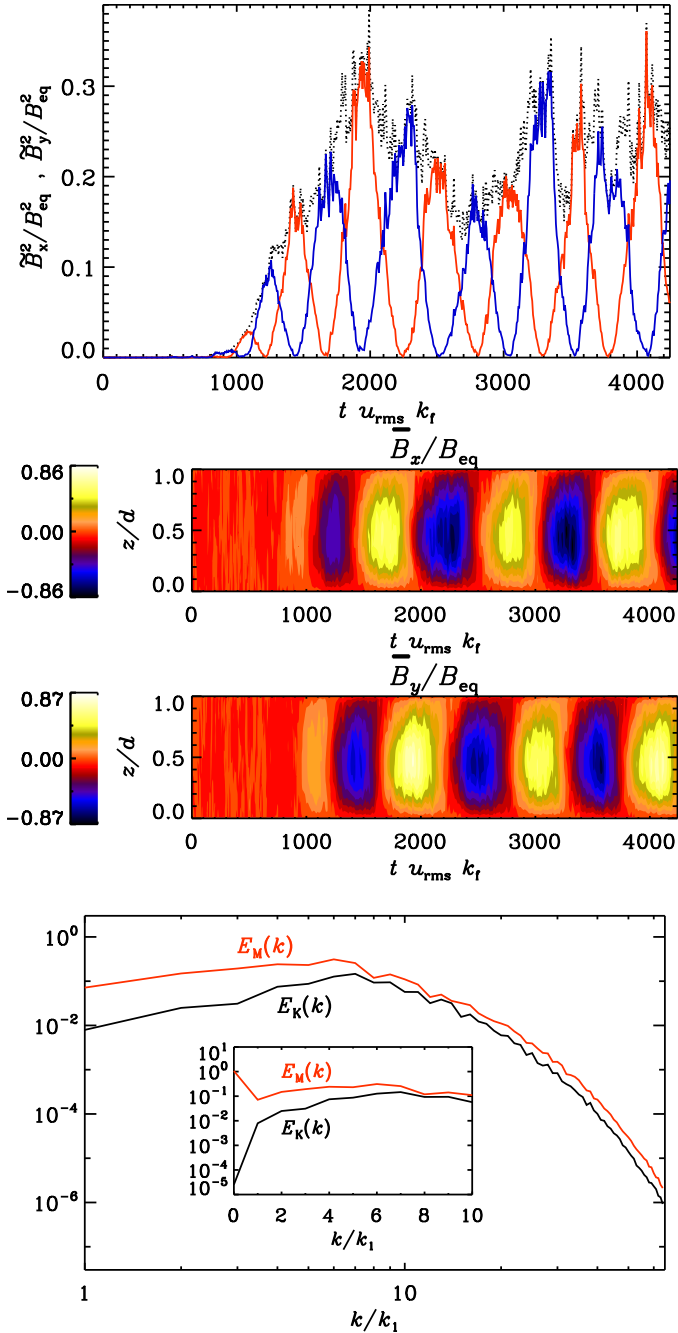 0.3
0.2
0.1
0.0
B̃²ₓ/B²eq , B̃²y/B²eq
0 1000 2000 3000 4000
t urms kf
B̅ₓ/Beq
0.86
0.00
-0.86
z/d
1.0
0.5
0.0
0 1000 2000 3000 4000
t urms kf
B̅y/Beq
0.87
0.00
-0.87
z/d
1.0
0.5
0.0
0 1000 2000 3000 4000
t urms kf
10⁰
10⁻²
10⁻⁴
10⁻⁶
EM(k)
EK(k)
10¹
10⁰
10⁻¹
10⁻²
10⁻³
10⁻⁴
10⁻⁵
EM(k)
EK(k)
0 2 4 6 8 10
k/k₁
1 10
k/k₁